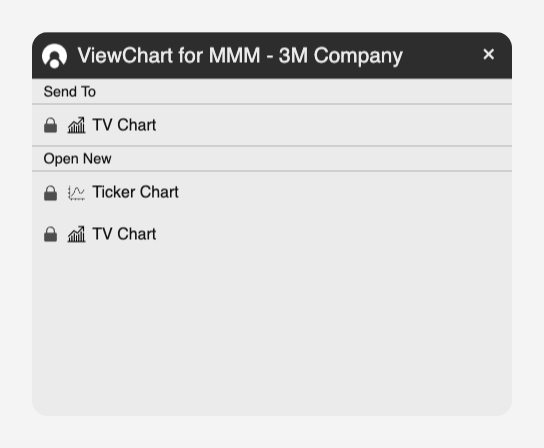 ViewChart for MMM - 3M Company
Send To
TV Chart
Open New
Ticker Chart
TV Chart